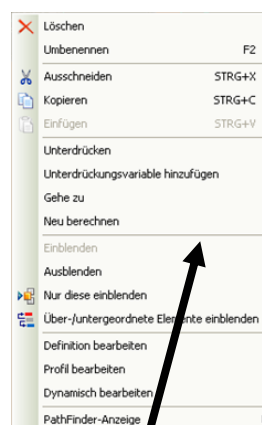 Löschen
Umbenennen F2
Ausschneiden STRG+X
Kopieren STRG+C
Einfügen STRG+V
Unterdrücken
Unterdrückungsvariable hinzufügen
Gehe zu
Neu berechnen
Einblenden
Ausblenden
Nur diese einblenden
Über-/untergeordnete Elemente einblenden
Definition bearbeiten
Profil bearbeiten
Dynamisch bearbeiten
PathFinder-Anzeige